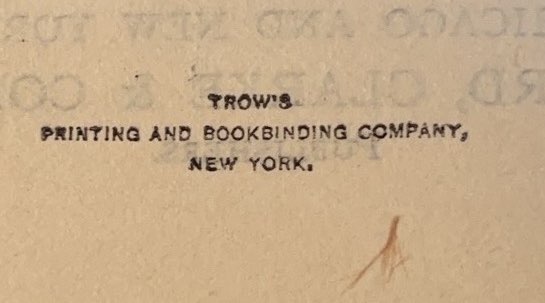 TROW'S
PRINTING AND BOOKBINDING COMPANY,
NEW YORK.